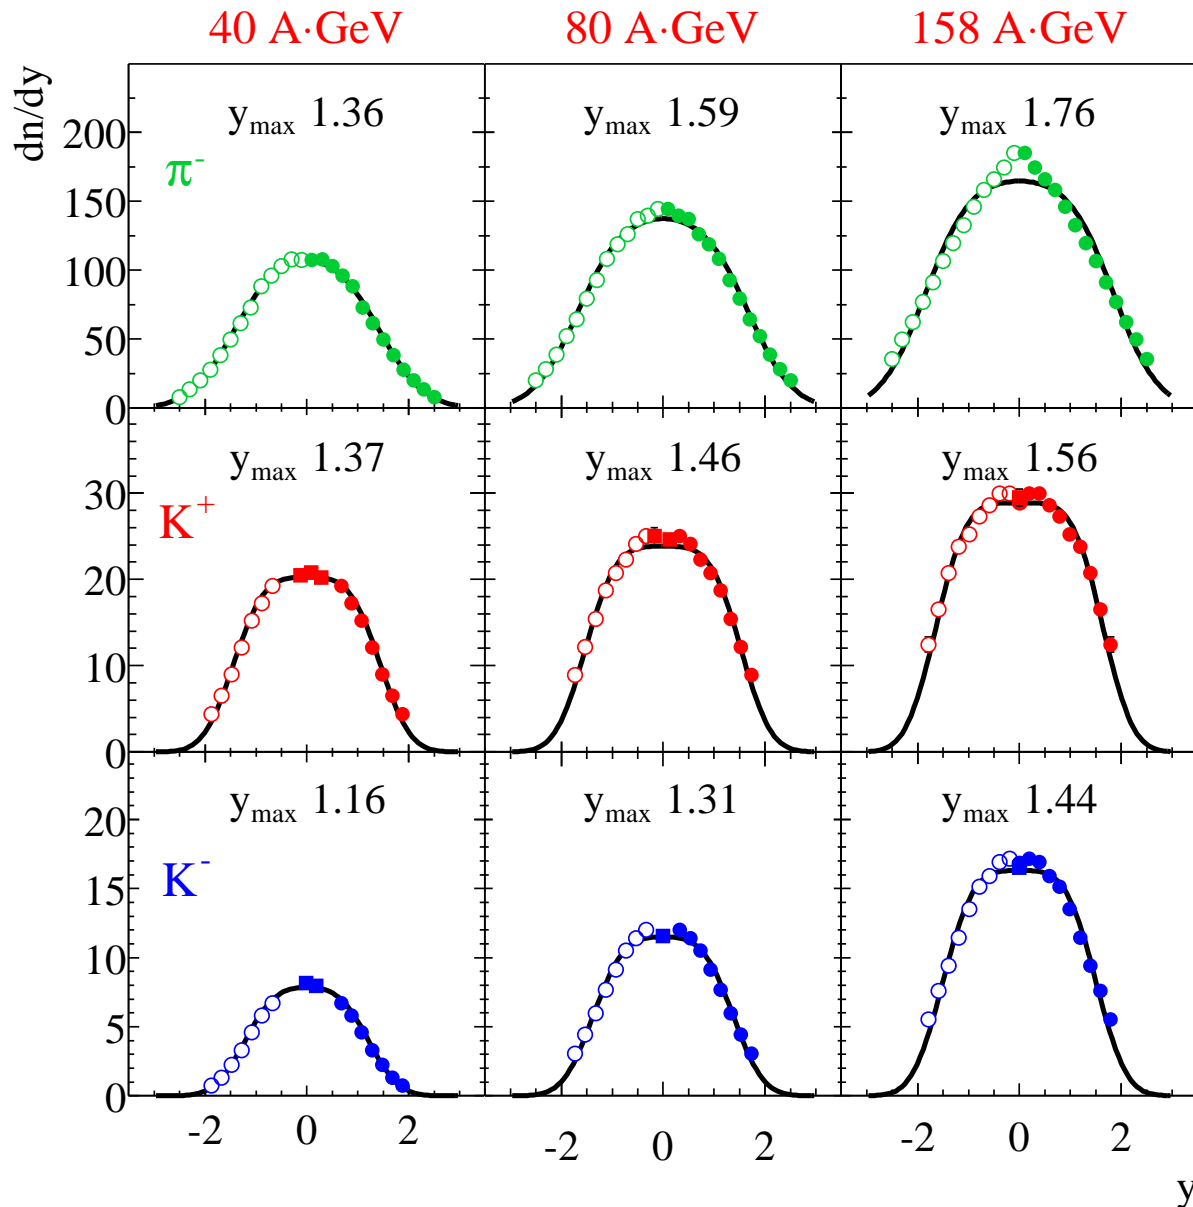 40 A·GeV 80 A·GeV 158 A·GeV
dn/dy
200
150
100
50
0
π⁻
y_max 1.36
y_max 1.59
y_max 1.76
30
20
10
0
K⁺
y_max 1.37
y_max 1.46
y_max 1.56
20
15
10
5
0
K⁻
y_max 1.16
y_max 1.31
y_max 1.44
-2 0 2
-2 0 2
-2 0 2
y